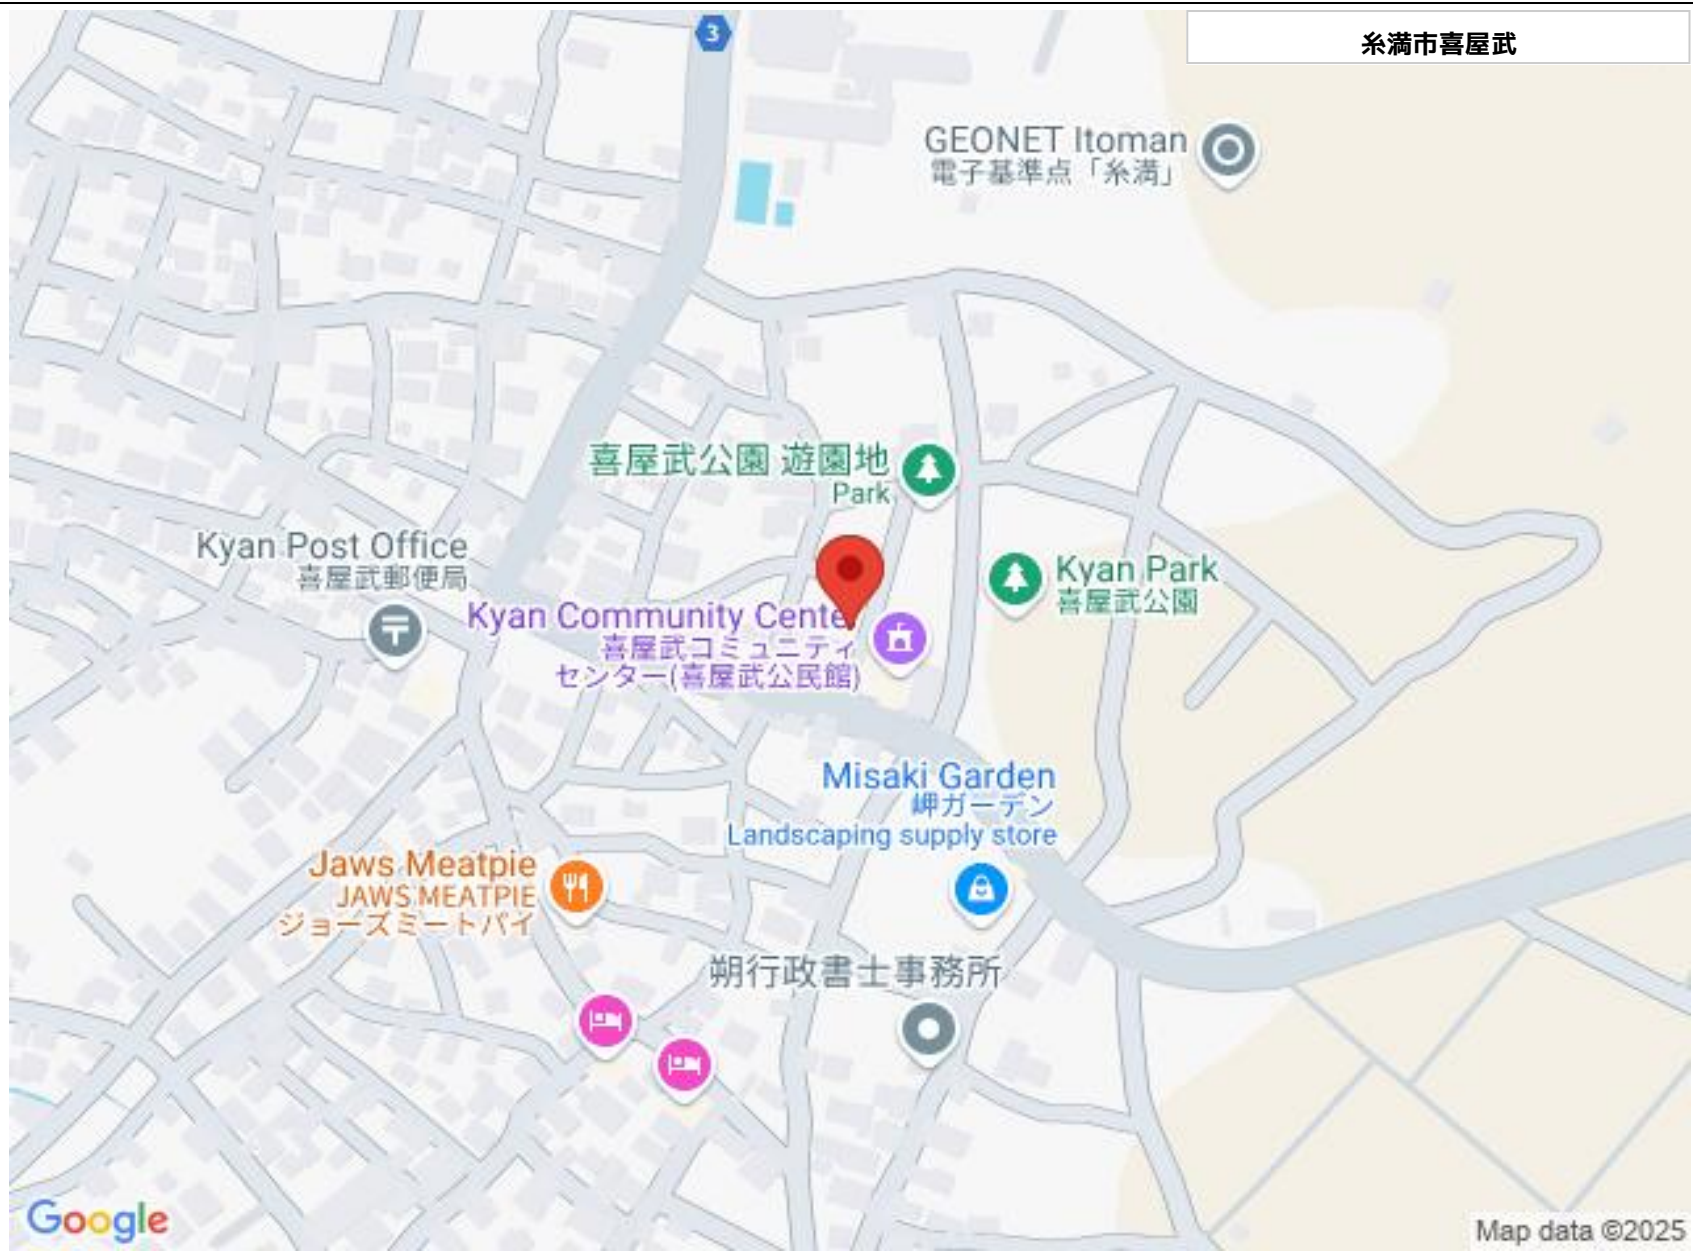 糸満市喜屋武
3
GEONET Itoman
電子基準点「糸満」
喜屋武公園 遊園地
Park
Kyan Post Office
喜屋武郵便局
Kyan Park
喜屋武公園
Kyan Community Cente
喜屋武コミュニティ
センター(喜屋武公民館)
Misaki Garden
岬ガーデン
Landscaping supply store
Jaws Meatpie
JAWS MEATPIE
ジョーズミートパイ
朔行政書士事務所
Google
Map data ©2025